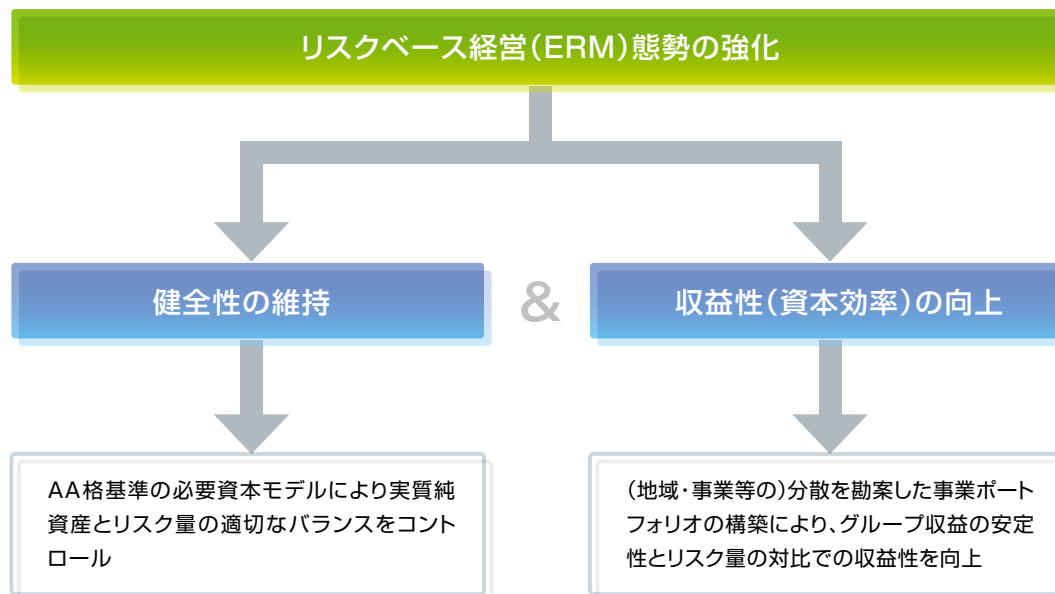 リスクベース経営(ERM)態勢の強化
健全性の維持
&
収益性(資本効率)の向上
AA格基準の必要資本モデルにより実質純
資産とリスク量の適切なバランスをコント
ロール
(地域・事業等の)分散を勘案した事業ポート
フォリオの構築により、グループ収益の安定
性とリスク量の対比での収益性を向上